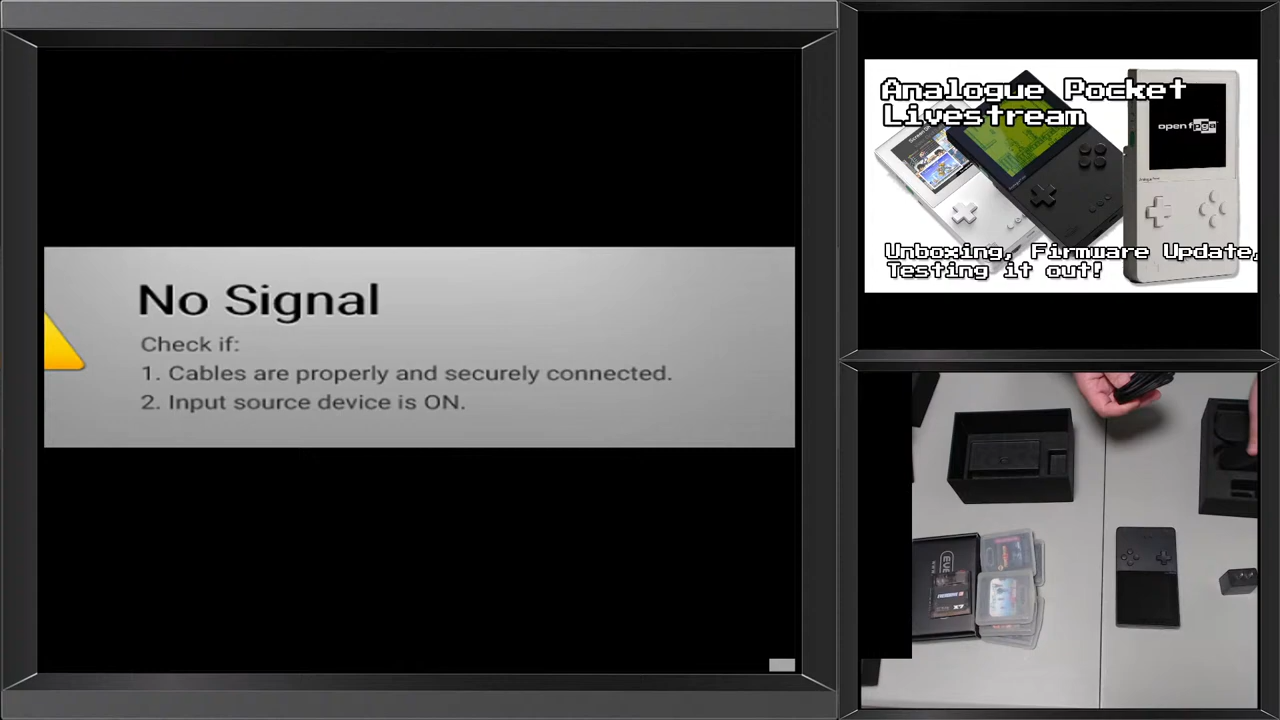 No Signal
Check if:
1. Cables are properly and securely connected.
2. Input source device is ON.
Analogue Pocket
Livestream
open fpga
Unboxing, Firmware Update,
Testing it out!
X7